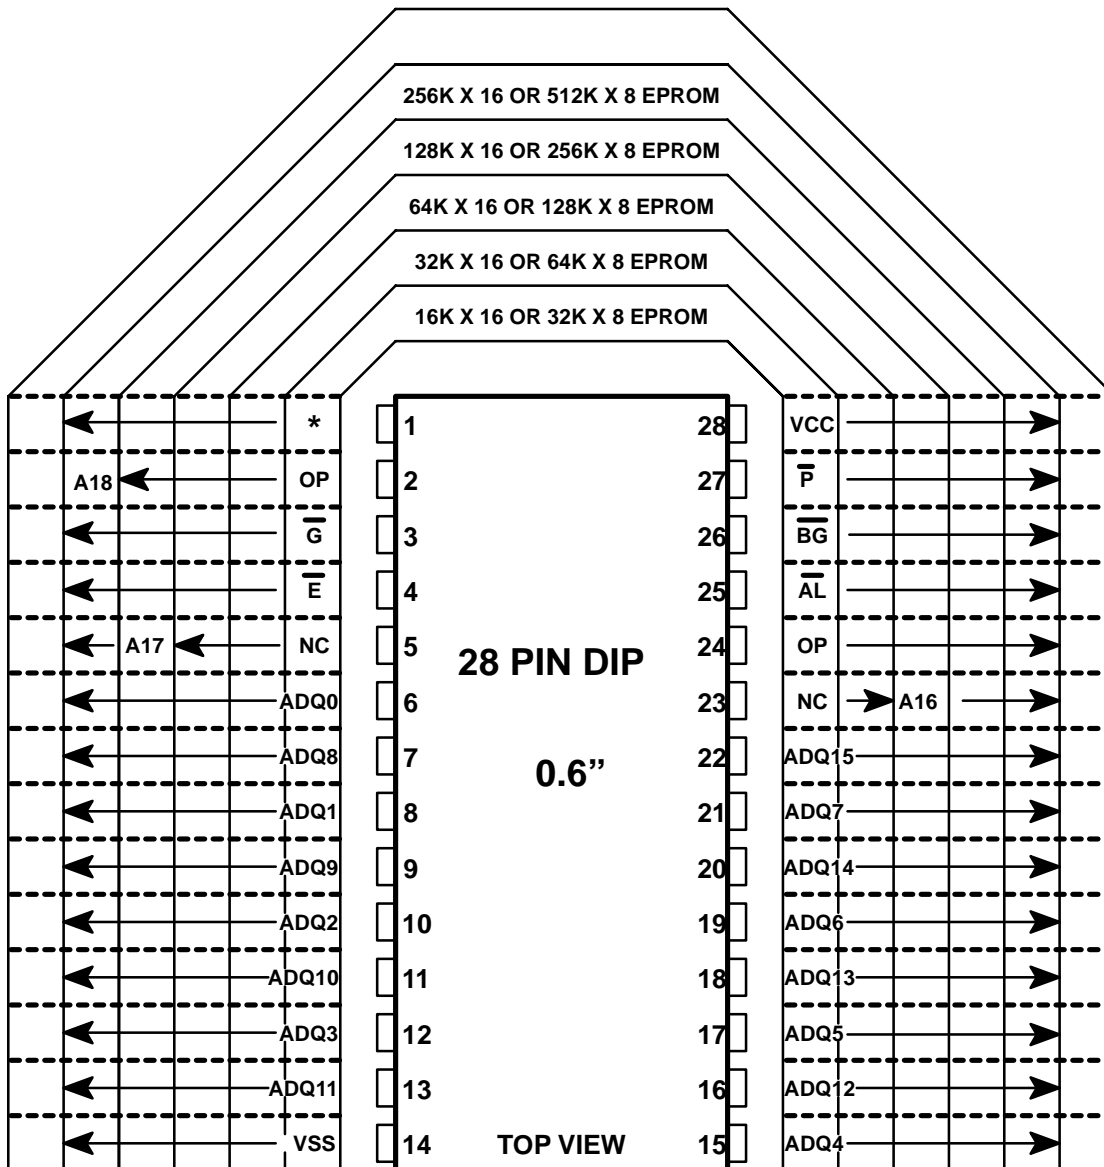 256K X 16 OR 512K X 8 EPROM
128K X 16 OR 256K X 8 EPROM
64K X 16 OR 128K X 8 EPROM
32K X 16 OR 64K X 8 EPROM
16K X 16 OR 32K X 8 EPROM
* 1 28 VCC
A18 OP 2 27 P̅
G̅ 3 26 B̅G̅
E̅ 4 25 A̅L̅
A17 NC 5 24 OP
28 PIN DIP
ADQ0 6 23 NC A16
ADQ8 7 22 ADQ15
0.6”
ADQ1 8 21 ADQ7
ADQ9 9 20 ADQ14
ADQ2 10 19 ADQ6
ADQ10 11 18 ADQ13
ADQ3 12 17 ADQ5
ADQ11 13 16 ADQ12
VSS 14 TOP VIEW 15 ADQ4